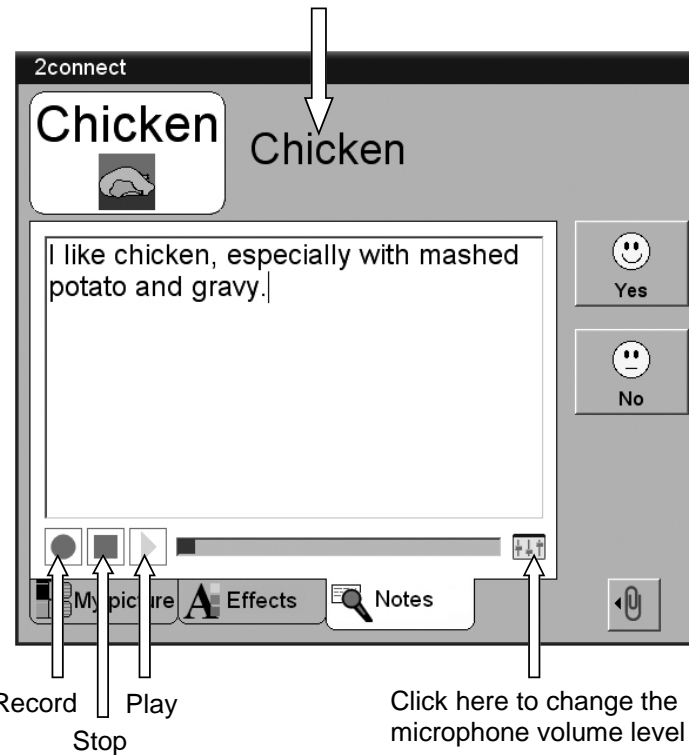 2connect
Chicken
Chicken
I like chicken, especially with mashed
potato and gravy.
Yes
No
My picture
Effects
Notes
Record
Play
Stop
Click here to change the
microphone volume level